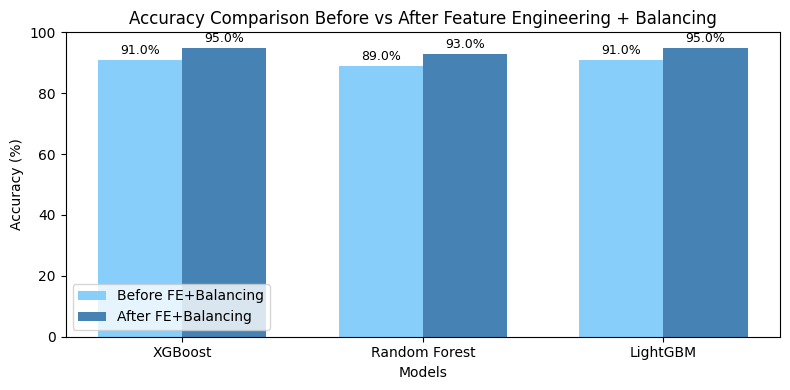 Accuracy Comparison Before vs After Feature Engineering + Balancing
100
80
60
40
20
0
Accuracy (%)
91.0%
95.0%
89.0%
93.0%
91.0%
95.0%
Before FE+Balancing
After FE+Balancing
XGBoost
Random Forest
LightGBM
Models